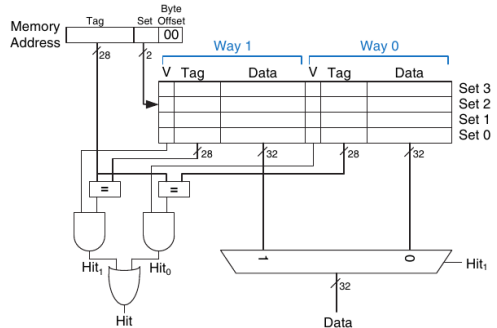 Byte
Memory Address Tag Set Offset
00
28 2
Way 1 Way 0
V Tag Data V Tag Data
Set 3
Set 2
Set 1
Set 0
28 32 28 32
= =
1 0
Hit1 Hit0 Hit1
32
Hit Data